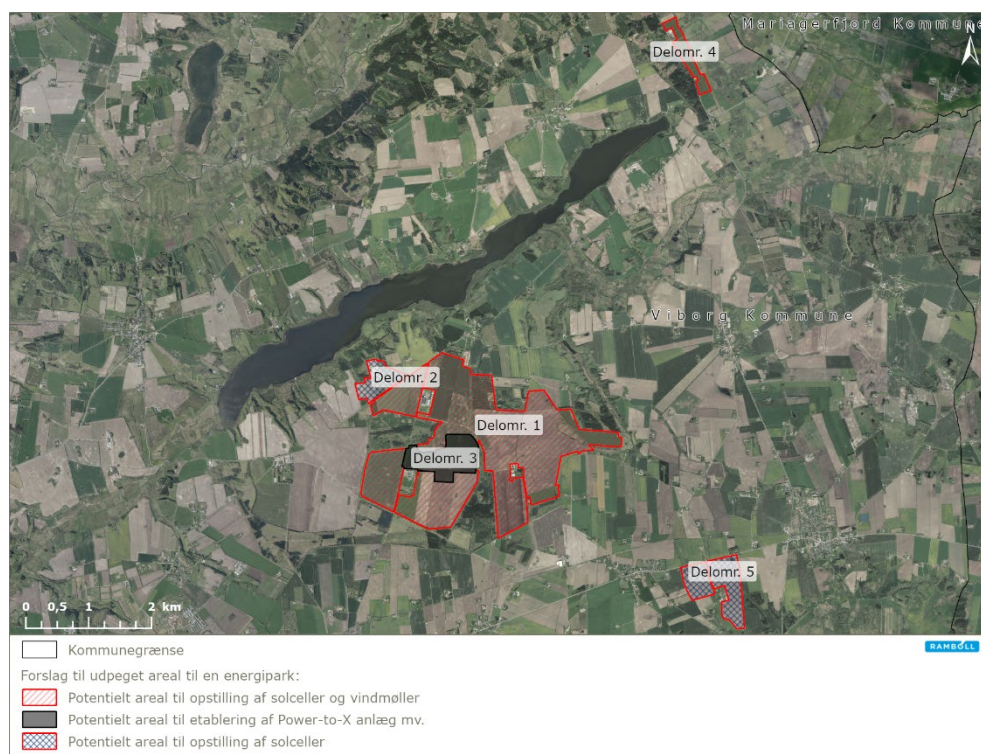 Mariagerfjord Kommune
N
Delomr. 4
Viborg Kommune
Delomr. 2
Delomr. 1
Delomr. 3
Delomr. 5
0 0,5 1 2 km
RAMBOLL
Kommunegrænse
Forslag til udpeget areal til en energipark:
Potentielt areal til opstilling af solceller og vindmøller
Potentielt areal til etablering af Power-to-X anlæg mv.
Potentielt areal til opstilling af solceller